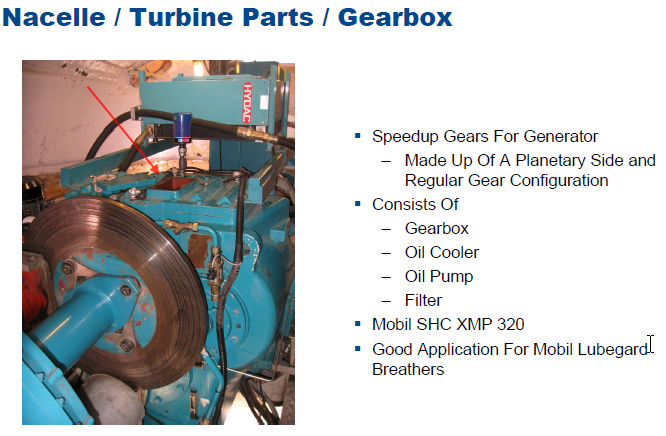 Nacelle / Turbine Parts / Gearbox
HYDAC
▪ Speedup Gears For Generator
– Made Up Of A Planetary Side and
Regular Gear Configuration
▪ Consists Of
– Gearbox
– Oil Cooler
– Oil Pump
– Filter
▪ Mobil SHC XMP 320
▪ Good Application For Mobil Lubegard
Breathers